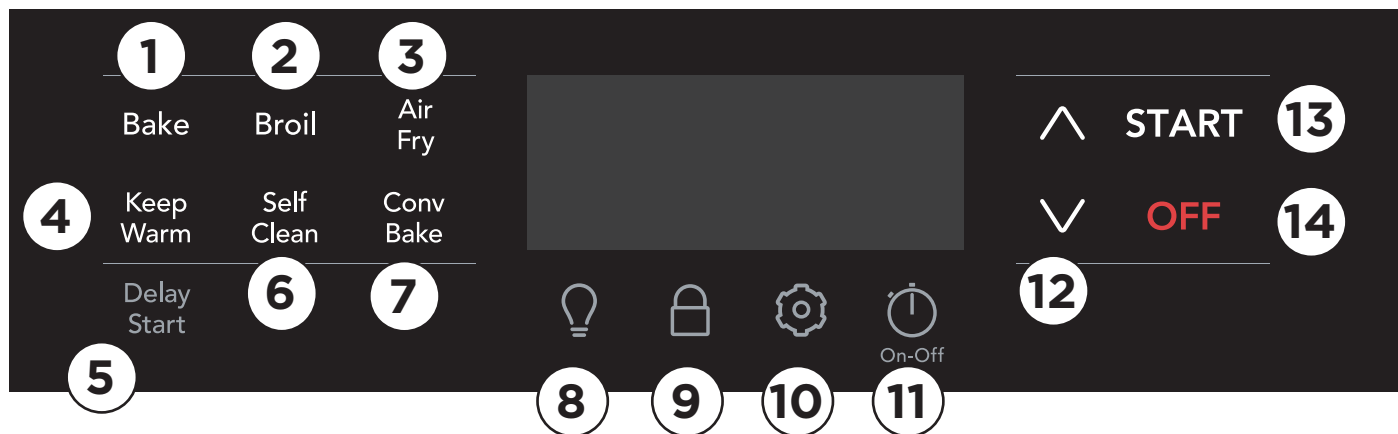 1 2 3
Bake Broil Air
Fry
START 13
4 Keep
Warm Self
Clean Conv
Bake
OFF 14
Delay
Start 6 7 12
5
On-Off
8 9 10 11